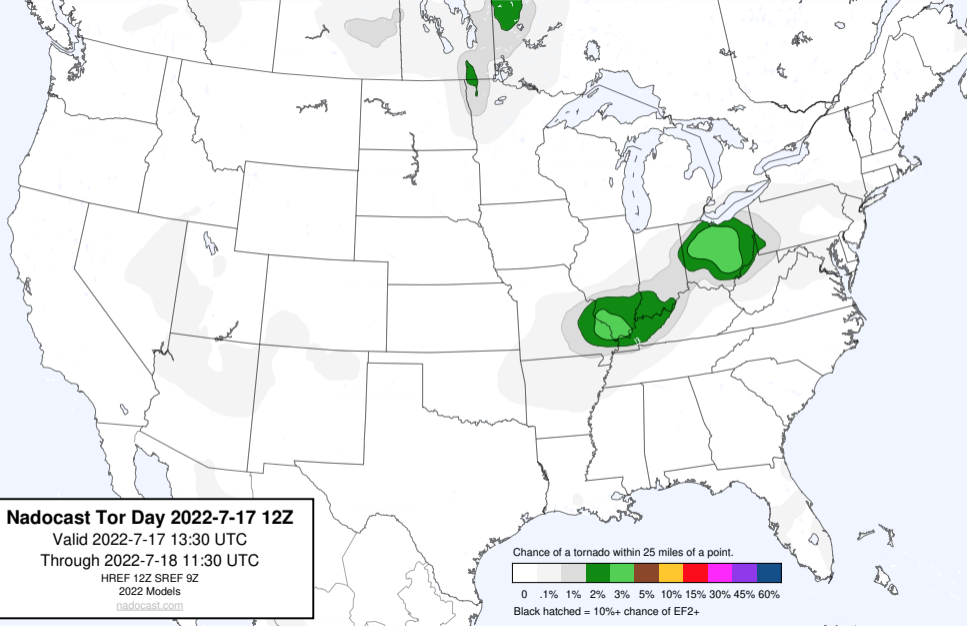 Nadocast Tor Day 2022-7-17 12Z
Valid 2022-7-17 13:30 UTC
Through 2022-7-18 11:30 UTC
HREF 12Z SREF 9Z
2022 Models
nadocast.com
Chance of a tornado within 25 miles of a point.
0 .1% 1% 2% 3% 5% 10% 15% 30% 45% 60%
Black hatched = 10%+ chance of EF2+